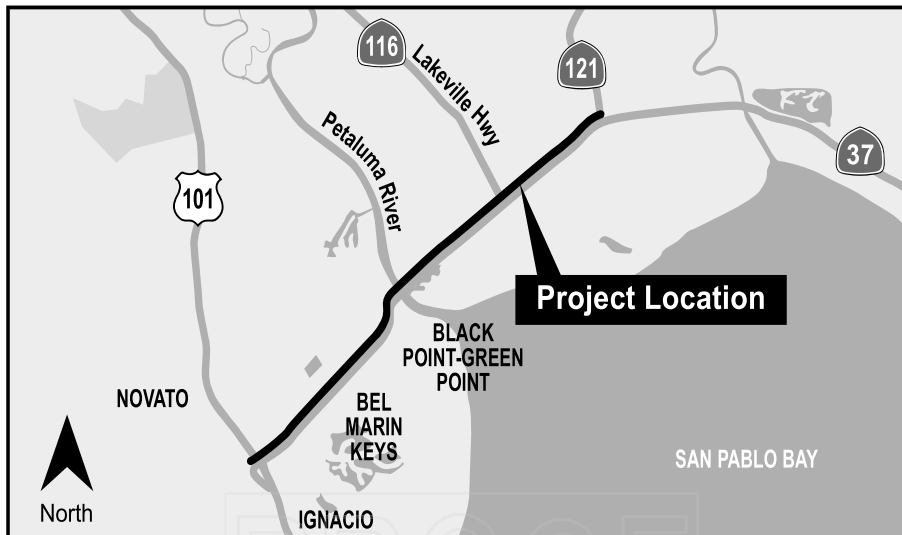 116
Lakeville Hwy
121
Petaluma River
37
101
Project Location
BLACK
POINT-GREEN
POINT
NOVATO
BEL
MARIN
KEYS
SAN PABLO BAY
North
IGNACIO